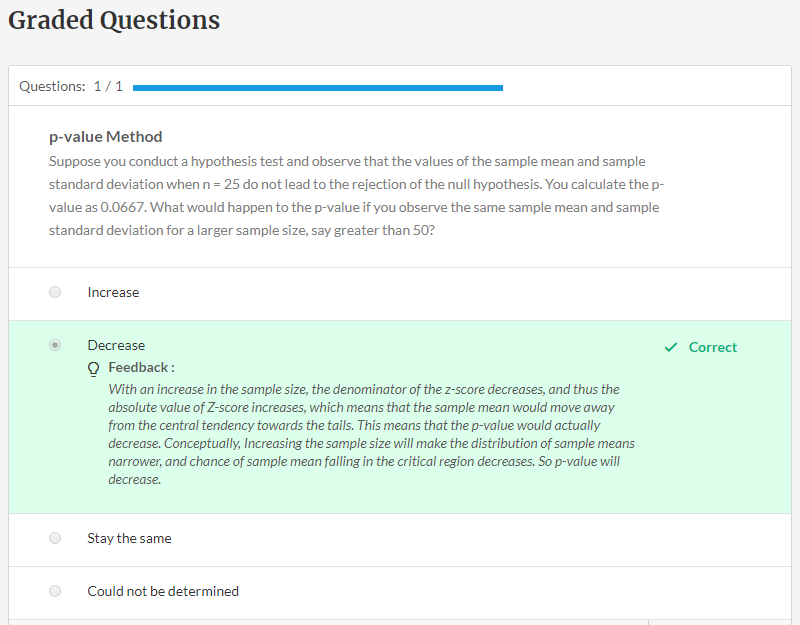 Graded Questions
Questions: 1 / 1
p-value Method
Suppose you conduct a hypothesis test and observe that the values of the sample mean and sample
standard deviation when n = 25 do not lead to the rejection of the null hypothesis. You calculate the p-
value as 0.0667. What would happen to the p-value if you observe the same sample mean and sample
standard deviation for a larger sample size, say greater than 50?
Increase
Decrease
Correct
Feedback :
With an increase in the sample size, the denominator of the z-score decreases, and thus the
absolute value of Z-score increases, which means that the sample mean would move away
from the central tendency towards the tails. This means that the p-value would actually
decrease. Conceptually, Increasing the sample size will make the distribution of sample means
narrower, and chance of sample mean falling in the critical region decreases. So p-value will
decrease.
Stay the same
Could not be determined